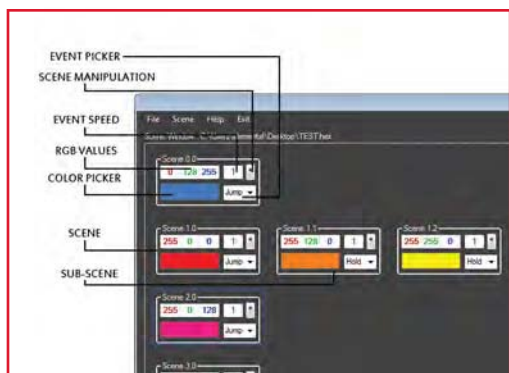 EVENT PICKER
SCENE MANIPULATION
EVENT SPEED
RGB VALUES
COLOR PICKER
SCENE
SUB-SCENE
File Scene Help Exit
Scene Window
Scene 0.0
0 128 255 1 *
Jump
Scene 1.0
255 0 0 1 *
Jump
Scene 1.1
255 128 0 1 *
Hold
Scene 1.2
255 255 0 1 *
Hold
Scene 2.0
255 0 128 1 *
Jump
Scene 3.0